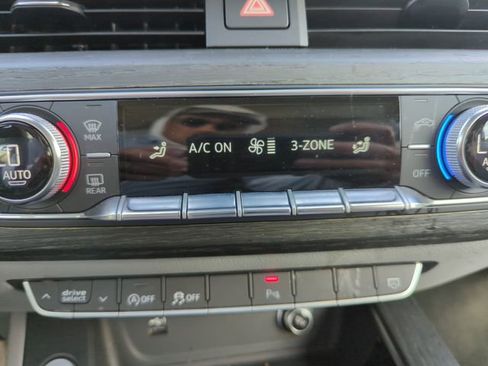 MAX
A/C ON
3-ZONE
AUTO
REAR
OFF
drive
select
OFF
OFF
P